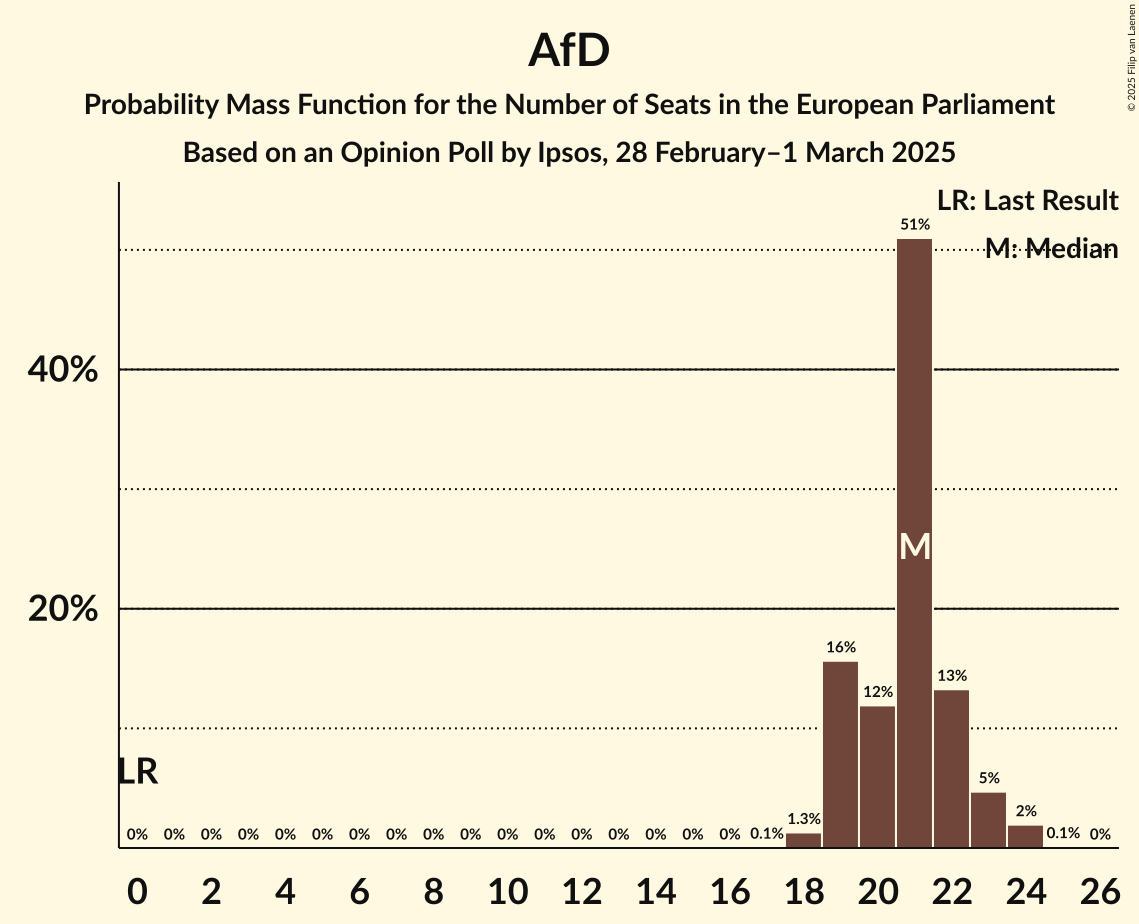 AfD
Probability Mass Function for the Number of Seats in the European Parliament
Based on an Opinion Poll by Ipsos, 28 February–1 March 2025
© 2025 Filip van Laenen
LR: Last Result
M: Median
51%
40%
M
20%
16%
13%
12%
LR
5%
2%
1.3%
0% 0% 0% 0% 0% 0% 0% 0% 0% 0% 0% 0% 0% 0% 0% 0% 0% 0.1% 0.1% 0%
0 2 4 6 8 10 12 14 16 18 20 22 24 26